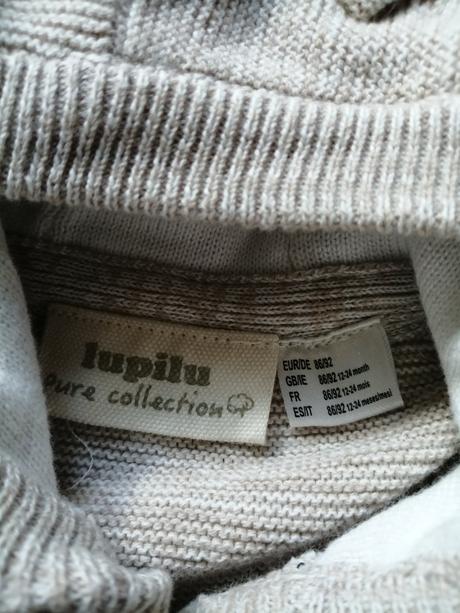 lupilu
pure collection
EUR/DE 86/92
GB/IE 86/92 12-24 month
FR 86/92 12-24 mois
ES/IT 86/92 12-24 meses/mesi